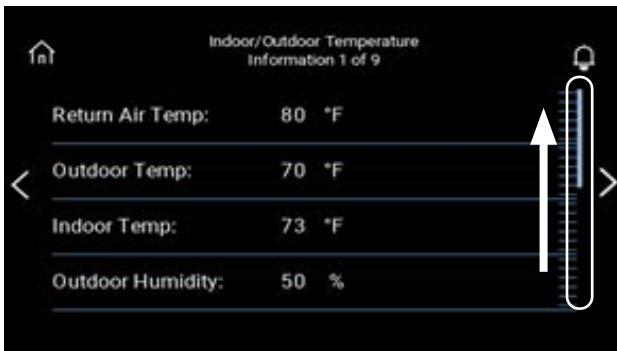 Indoor/Outdoor Temperature
Information 1 of 9
Return Air Temp: 80 °F
Outdoor Temp: 70 °F
Indoor Temp: 73 °F
Outdoor Humidity: 50 %